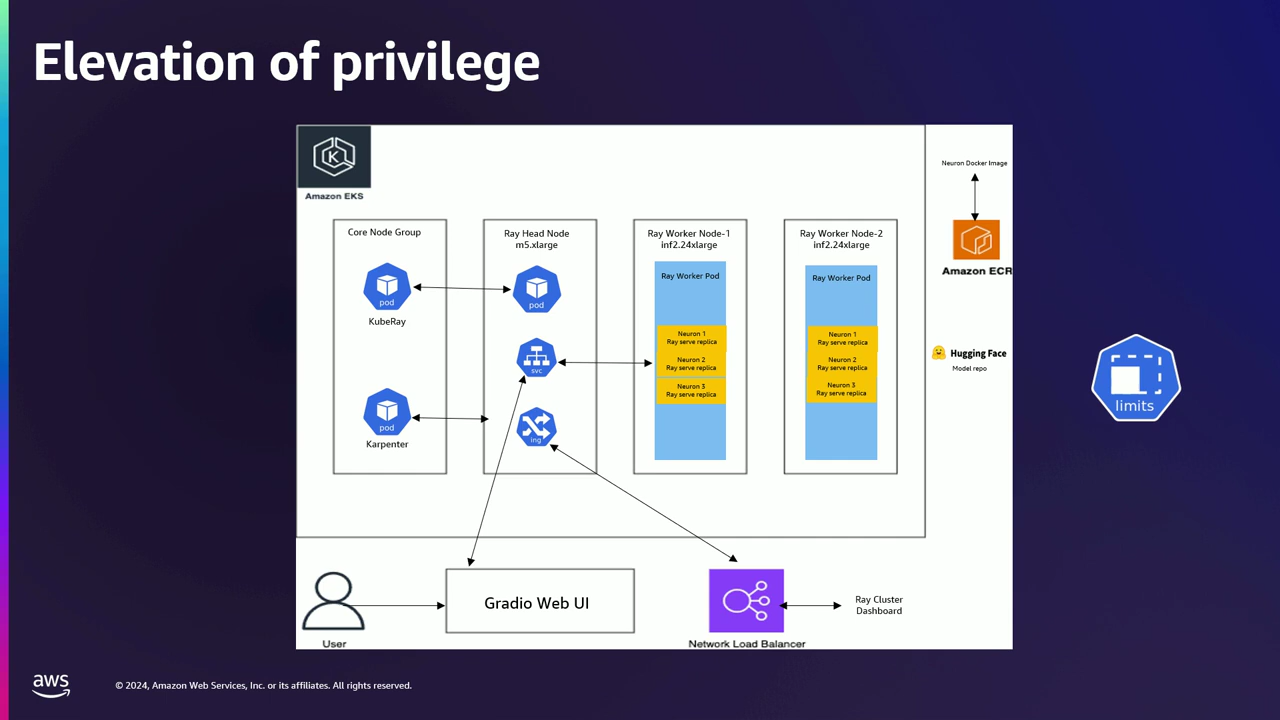 Elevation of privilege
Amazon EKS
Core Node Group
pod
KubeRay
pod
Karpenter
Ray Head Node
m5.xlarge
pod
svc
ing
Ray Worker Node-1
inf2.24xlarge
Ray Worker Pod
Neuron 1
Ray serve replica
Neuron 2
Ray serve replica
Neuron 3
Ray serve replica
Ray Worker Node-2
inf2.24xlarge
Ray Worker Pod
Neuron 1
Ray serve replica
Neuron 2
Ray serve replica
Neuron 3
Ray serve replica
Neuron Docker Image
Amazon ECR
Hugging Face
Model repo
limits
User
Gradio Web UI
Network Load Balancer
Ray Cluster
Dashboard
aws
© 2024, Amazon Web Services, Inc. or its affiliates. All rights reserved.